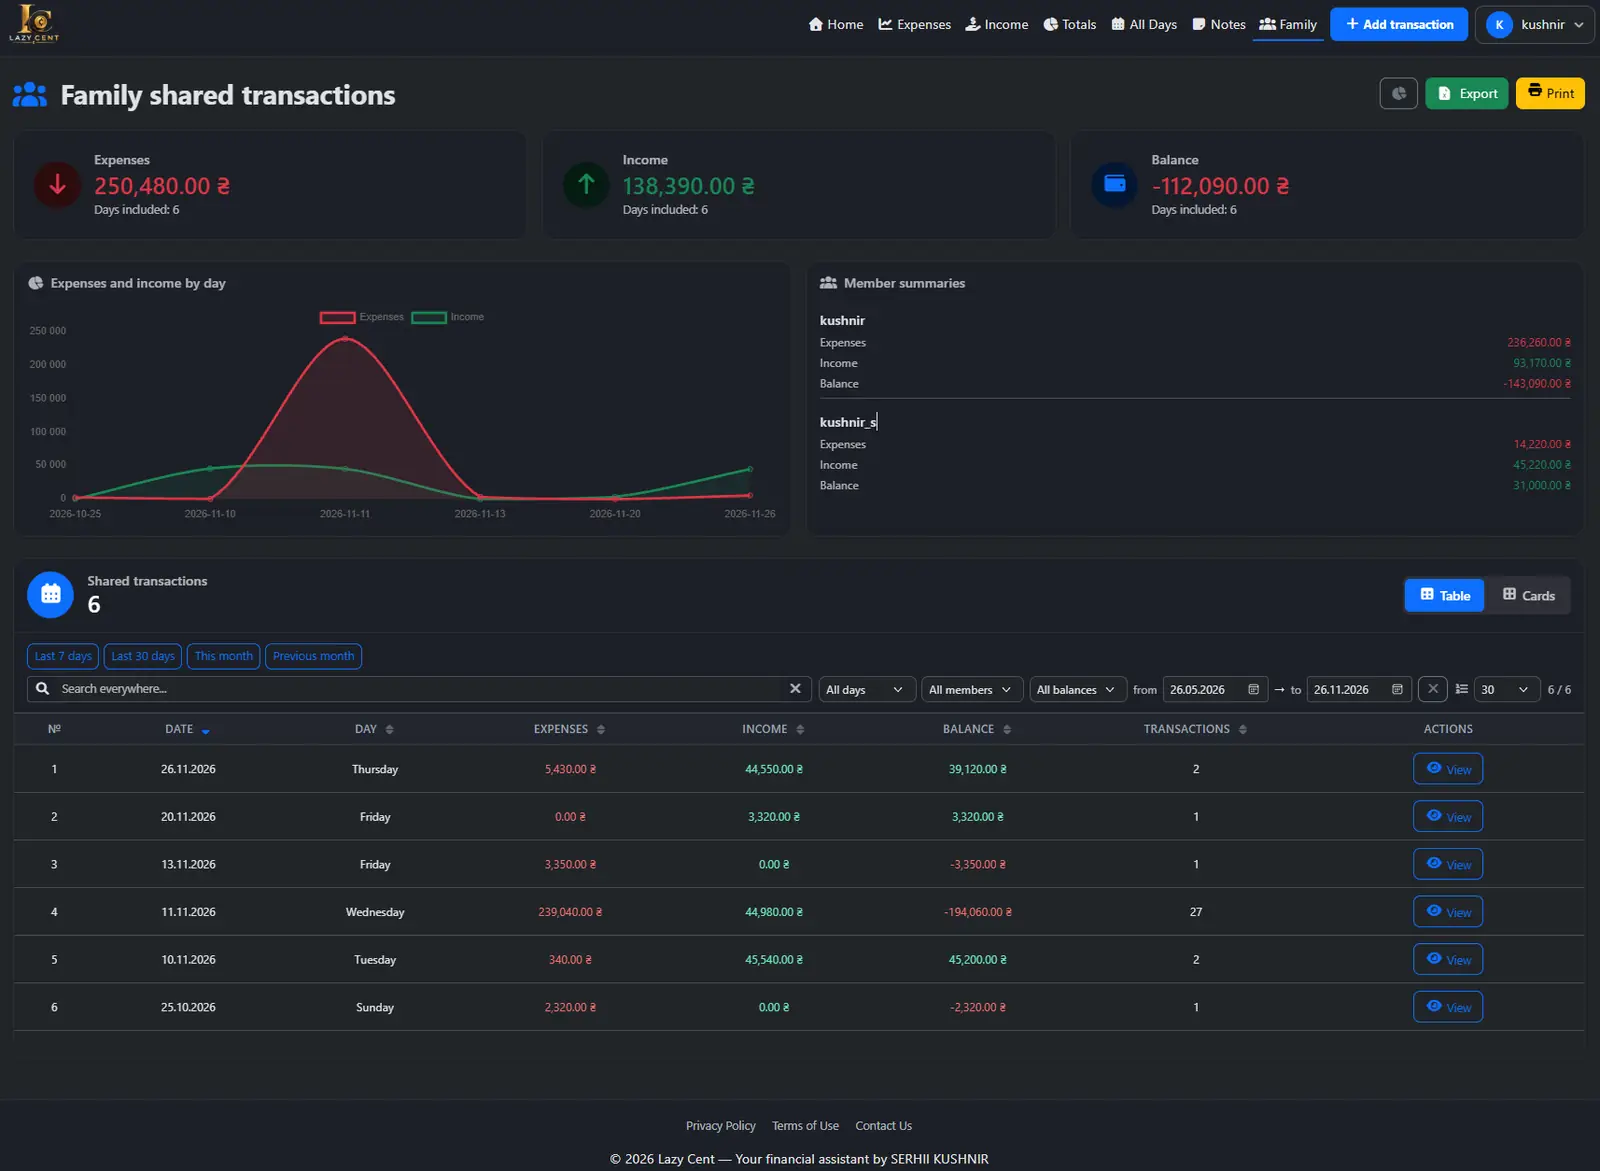 LAZY CENT
Home Expenses Income Totals All Days Notes Family + Add transaction K kushnir
Family shared transactions
Export Print
Expenses
250,480.00 ₴
Days included: 6
Income
138,390.00 ₴
Days included: 6
Balance
-112,090.00 ₴
Days included: 6
Expenses and income by day
Expenses Income
250 000
200 000
150 000
100 000
50 000
0
2026-10-25 2026-11-10 2026-11-11 2026-11-13 2026-11-20 2026-11-26
Member summaries
kushnir
Expenses 236,260.00 ₴
Income 93,170.00 ₴
Balance -143,090.00 ₴
kushnir_s
Expenses 14,220.00 ₴
Income 45,220.00 ₴
Balance 31,000.00 ₴
Shared transactions
6
Table Cards
Last 7 days Last 30 days This month Previous month
Search everywhere... All days All members All balances from 26.05.2026 → to 26.11.2026 30 6 / 6
№ DATE DAY EXPENSES INCOME BALANCE TRANSACTIONS ACTIONS
1 26.11.2026 Thursday 5,430.00 ₴ 44,550.00 ₴ 39,120.00 ₴ 2 View
2 20.11.2026 Friday 0.00 ₴ 3,320.00 ₴ 3,320.00 ₴ 1 View
3 13.11.2026 Friday 3,350.00 ₴ 0.00 ₴ -3,350.00 ₴ 1 View
4 11.11.2026 Wednesday 239,040.00 ₴ 44,980.00 ₴ -194,060.00 ₴ 27 View
5 10.11.2026 Tuesday 340.00 ₴ 45,540.00 ₴ 45,200.00 ₴ 2 View
6 25.10.2026 Sunday 2,320.00 ₴ 0.00 ₴ -2,320.00 ₴ 1 View
Privacy Policy Terms of Use Contact Us
© 2026 Lazy Cent — Your financial assistant by SERHII KUSHNIR